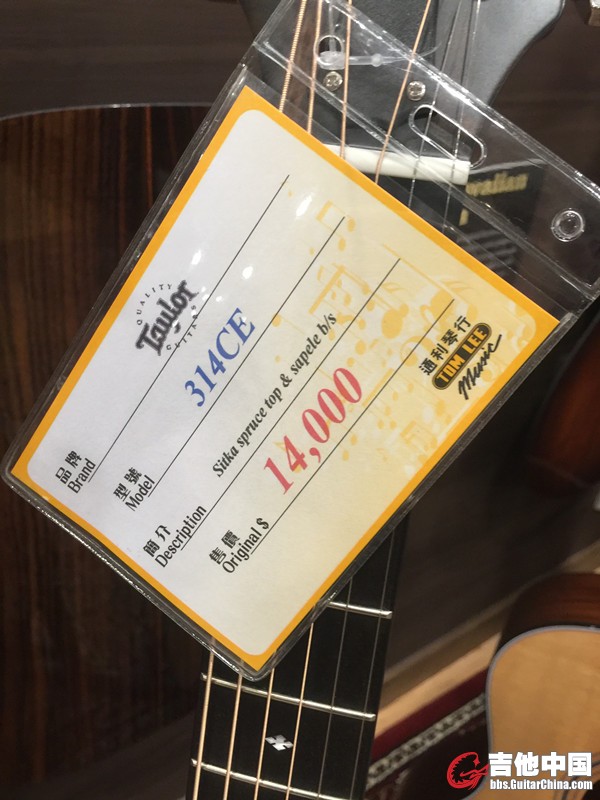 品牌
Brand
QUALITY
Taylor
GUITARS
型號
Model
314CE
簡介
Description
Sitka spruce top & sapele b/s
售價
Original $
14,000
通利琴行
TOM LEE
Music
吉他中国
bbs.GuitarChina.com